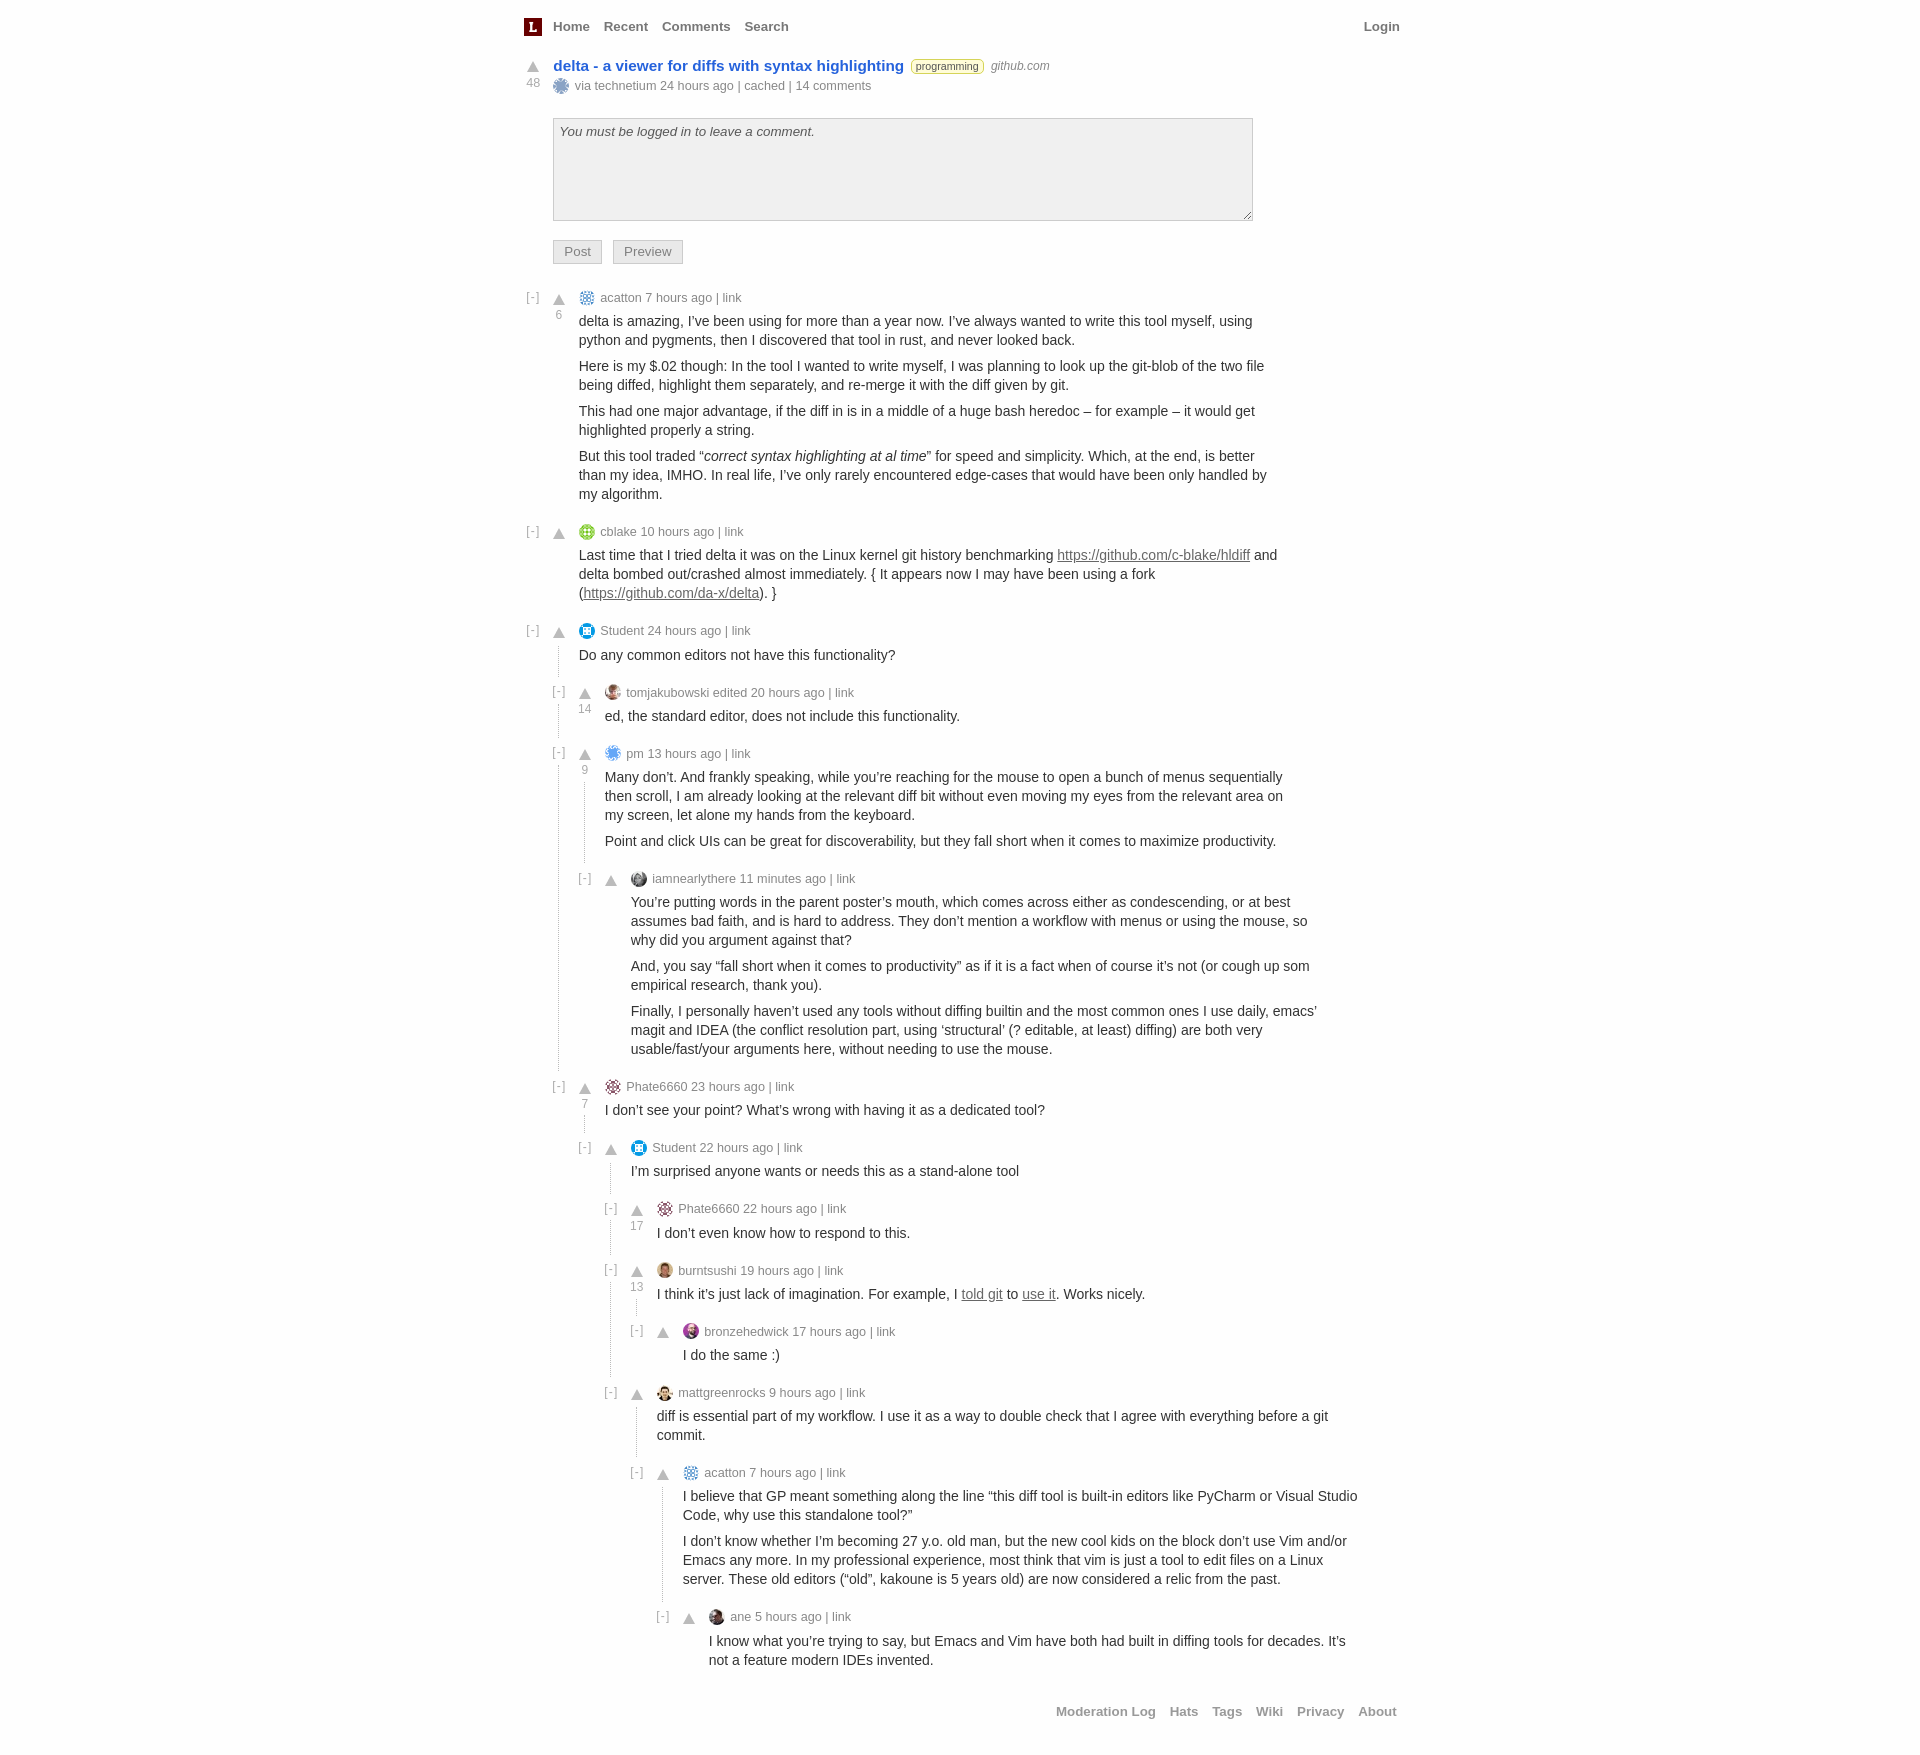 L Home Recent Comments Search Login
delta - a viewer for diffs with syntax highlighting programming github.com
48
via technetium 24 hours ago | cached | 14 comments
You must be logged in to leave a comment.
Post Preview
[-] acatton 7 hours ago | link
6
delta is amazing, I’ve been using for more than a year now. I’ve always wanted to write this tool myself, using
python and pygments, then I discovered that tool in rust, and never looked back.
Here is my $.02 though: In the tool I wanted to write myself, I was planning to look up the git-blob of the two file
being diffed, highlight them separately, and re-merge it with the diff given by git.
This had one major advantage, if the diff in is in a middle of a huge bash heredoc – for example – it would get
highlighted properly a string.
But this tool traded “correct syntax highlighting at al time” for speed and simplicity. Which, at the end, is better
than my idea, IMHO. In real life, I’ve only rarely encountered edge-cases that would have been only handled by
my algorithm.
[-] cblake 10 hours ago | link
Last time that I tried delta it was on the Linux kernel git history benchmarking https://github.com/c-blake/hldiff and
delta bombed out/crashed almost immediately. { It appears now I may have been using a fork
(https://github.com/da-x/delta). }
[-] Student 24 hours ago | link
Do any common editors not have this functionality?
[-] tomjakubowski edited 20 hours ago | link
14
ed, the standard editor, does not include this functionality.
[-] pm 13 hours ago | link
9
Many don’t. And frankly speaking, while you’re reaching for the mouse to open a bunch of menus sequentially
then scroll, I am already looking at the relevant diff bit without even moving my eyes from the relevant area on
my screen, let alone my hands from the keyboard.
Point and click UIs can be great for discoverability, but they fall short when it comes to maximize productivity.
[-] iamnearlythere 11 minutes ago | link
You’re putting words in the parent poster’s mouth, which comes across either as condescending, or at best
assumes bad faith, and is hard to address. They don’t mention a workflow with menus or using the mouse, so
why did you argument against that?
And, you say “fall short when it comes to productivity” as if it is a fact when of course it’s not (or cough up som
empirical research, thank you).
Finally, I personally haven’t used any tools without diffing builtin and the most common ones I use daily, emacs’
magit and IDEA (the conflict resolution part, using ‘structural’ (? editable, at least) diffing) are both very
usable/fast/your arguments here, without needing to use the mouse.
[-] Phate6660 23 hours ago | link
7
I don’t see your point? What’s wrong with having it as a dedicated tool?
[-] Student 22 hours ago | link
I’m surprised anyone wants or needs this as a stand-alone tool
[-] Phate6660 22 hours ago | link
17
I don’t even know how to respond to this.
[-] burntsushi 19 hours ago | link
13
I think it’s just lack of imagination. For example, I told git to use it. Works nicely.
[-] bronzehedwick 17 hours ago | link
I do the same :)
[-] mattgreenrocks 9 hours ago | link
diff is essential part of my workflow. I use it as a way to double check that I agree with everything before a git
commit.
[-] acatton 7 hours ago | link
I believe that GP meant something along the line “this diff tool is built-in editors like PyCharm or Visual Studio
Code, why use this standalone tool?”
I don’t know whether I’m becoming 27 y.o. old man, but the new cool kids on the block don’t use Vim and/or
Emacs any more. In my professional experience, most think that vim is just a tool to edit files on a Linux
server. These old editors (“old”, kakoune is 5 years old) are now considered a relic from the past.
[-] ane 5 hours ago | link
I know what you’re trying to say, but Emacs and Vim have both had built in diffing tools for decades. It’s
not a feature modern IDEs invented.
Moderation Log Hats Tags Wiki Privacy About